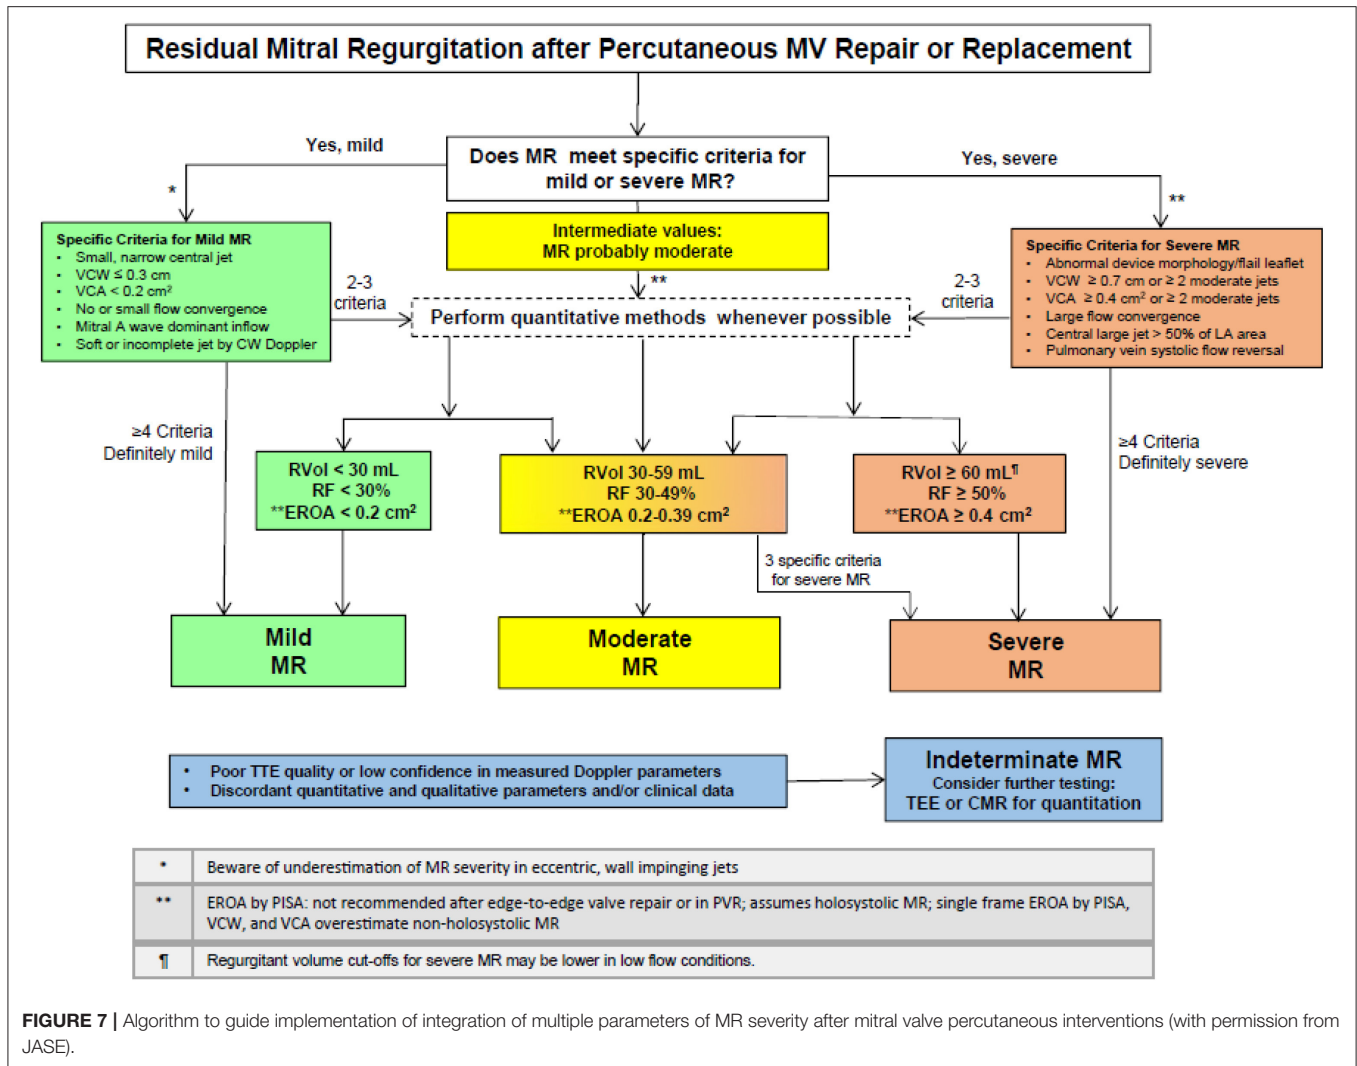 Residual Mitral Regurgitation after Percutaneous MV Repair or Replacement
Yes, mild
Does MR meet specific criteria for
mild or severe MR?
Yes, severe
*
**
Intermediate values:
MR probably moderate
**
Specific Criteria for Mild MR
• Small, narrow central jet
• VCW ≤ 0.3 cm
• VCA < 0.2 cm²
• No or small flow convergence
• Mitral A wave dominant inflow
• Soft or incomplete jet by CW Doppler
2-3
criteria
Perform quantitative methods whenever possible
2-3
criteria
Specific Criteria for Severe MR
• Abnormal device morphology/flail leaflet
• VCW ≥ 0.7 cm or ≥ 2 moderate jets
• VCA ≥ 0.4 cm² or ≥ 2 moderate jets
• Large flow convergence
• Central large jet > 50% of LA area
• Pulmonary vein systolic flow reversal
≥4 Criteria
Definitely mild
RVol < 30 mL
RF < 30%
**EROA < 0.2 cm²
RVol 30-59 mL
RF 30-49%
**EROA 0.2-0.39 cm²
RVol ≥ 60 mL¶
RF ≥ 50%
**EROA ≥ 0.4 cm²
≥4 Criteria
Definitely severe
3 specific criteria
for severe MR
Mild
MR
Moderate
MR
Severe
MR
• Poor TTE quality or low confidence in measured Doppler parameters
• Discordant quantitative and qualitative parameters and/or clinical data
Indeterminate MR
Consider further testing:
TEE or CMR for quantitation
* Beware of underestimation of MR severity in eccentric, wall impinging jets
** EROA by PISA: not recommended after edge-to-edge valve repair or in PVR; assumes holosystolic MR; single frame EROA by PISA,
VCW, and VCA overestimate non-holosystolic MR
¶ Regurgitant volume cut-offs for severe MR may be lower in low flow conditions.
FIGURE 7 | Algorithm to guide implementation of integration of multiple parameters of MR severity after mitral valve percutaneous interventions (with permission from
JASE).